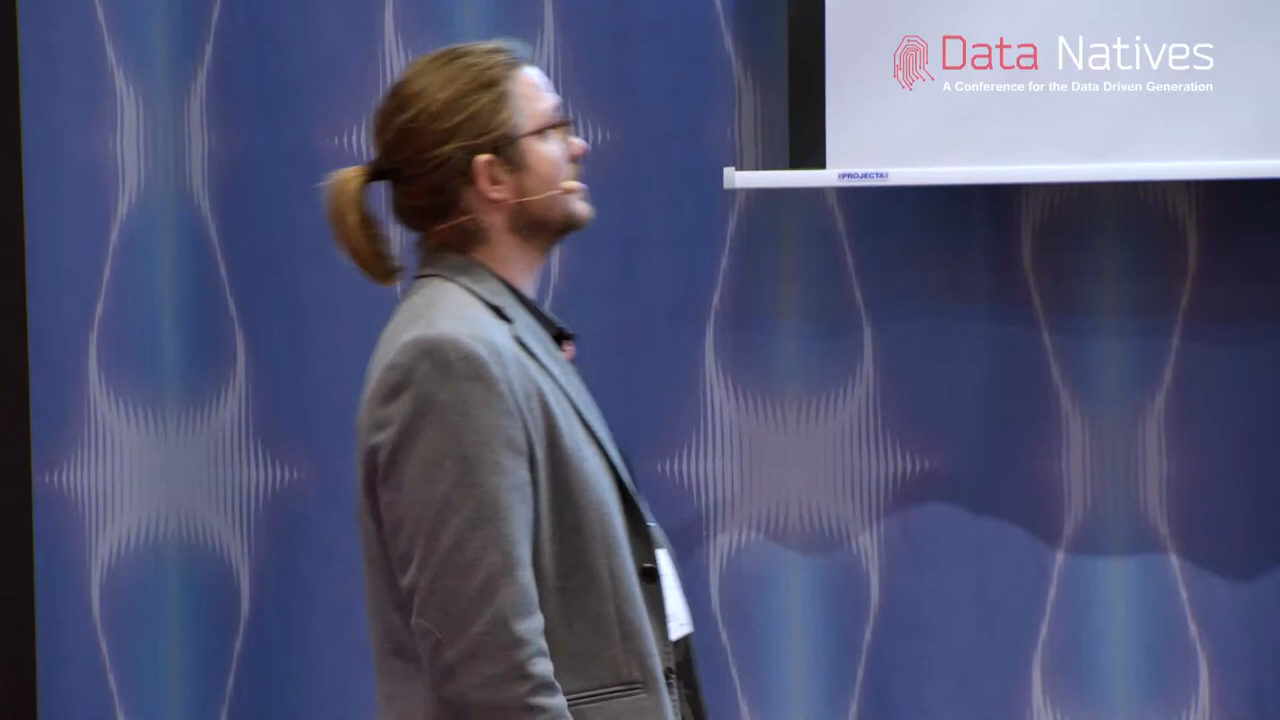 Data Natives
A Conference for the Data Driven Generation
PROJECTA